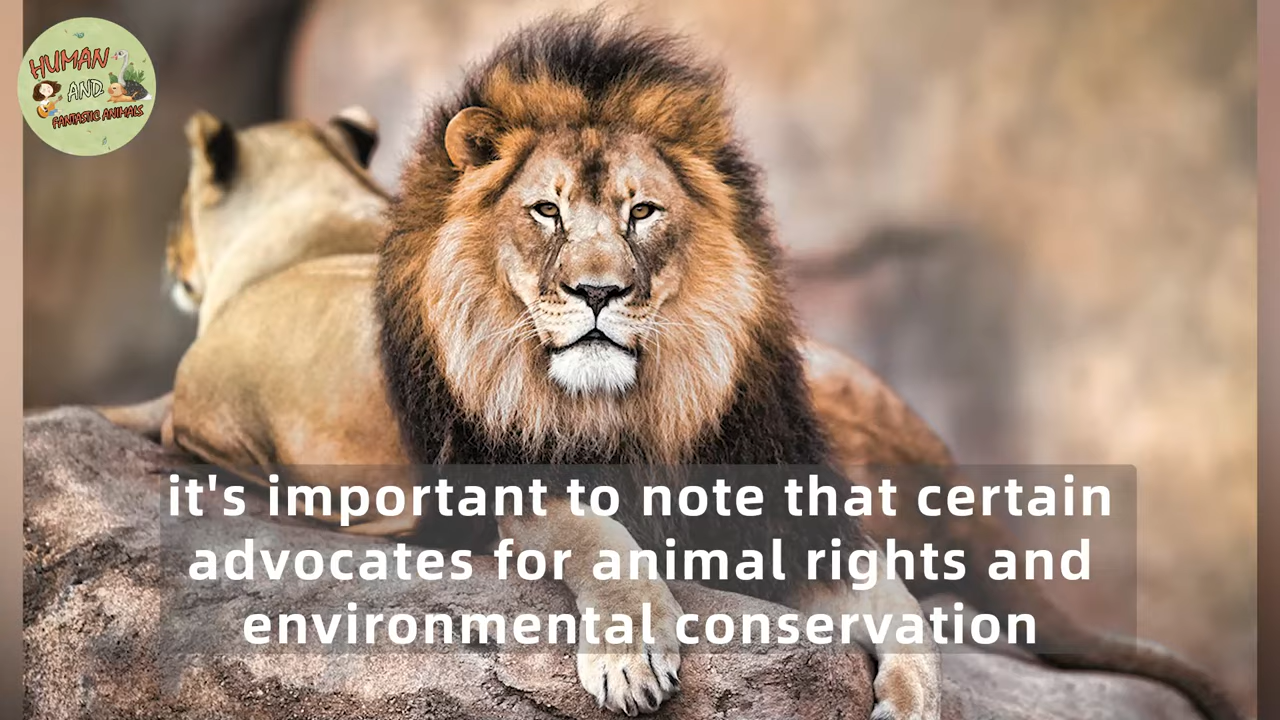 HUMAN
AND
FANTASTIC ANIMALS
it's important to note that certain
advocates for animal rights and
environmental conservation